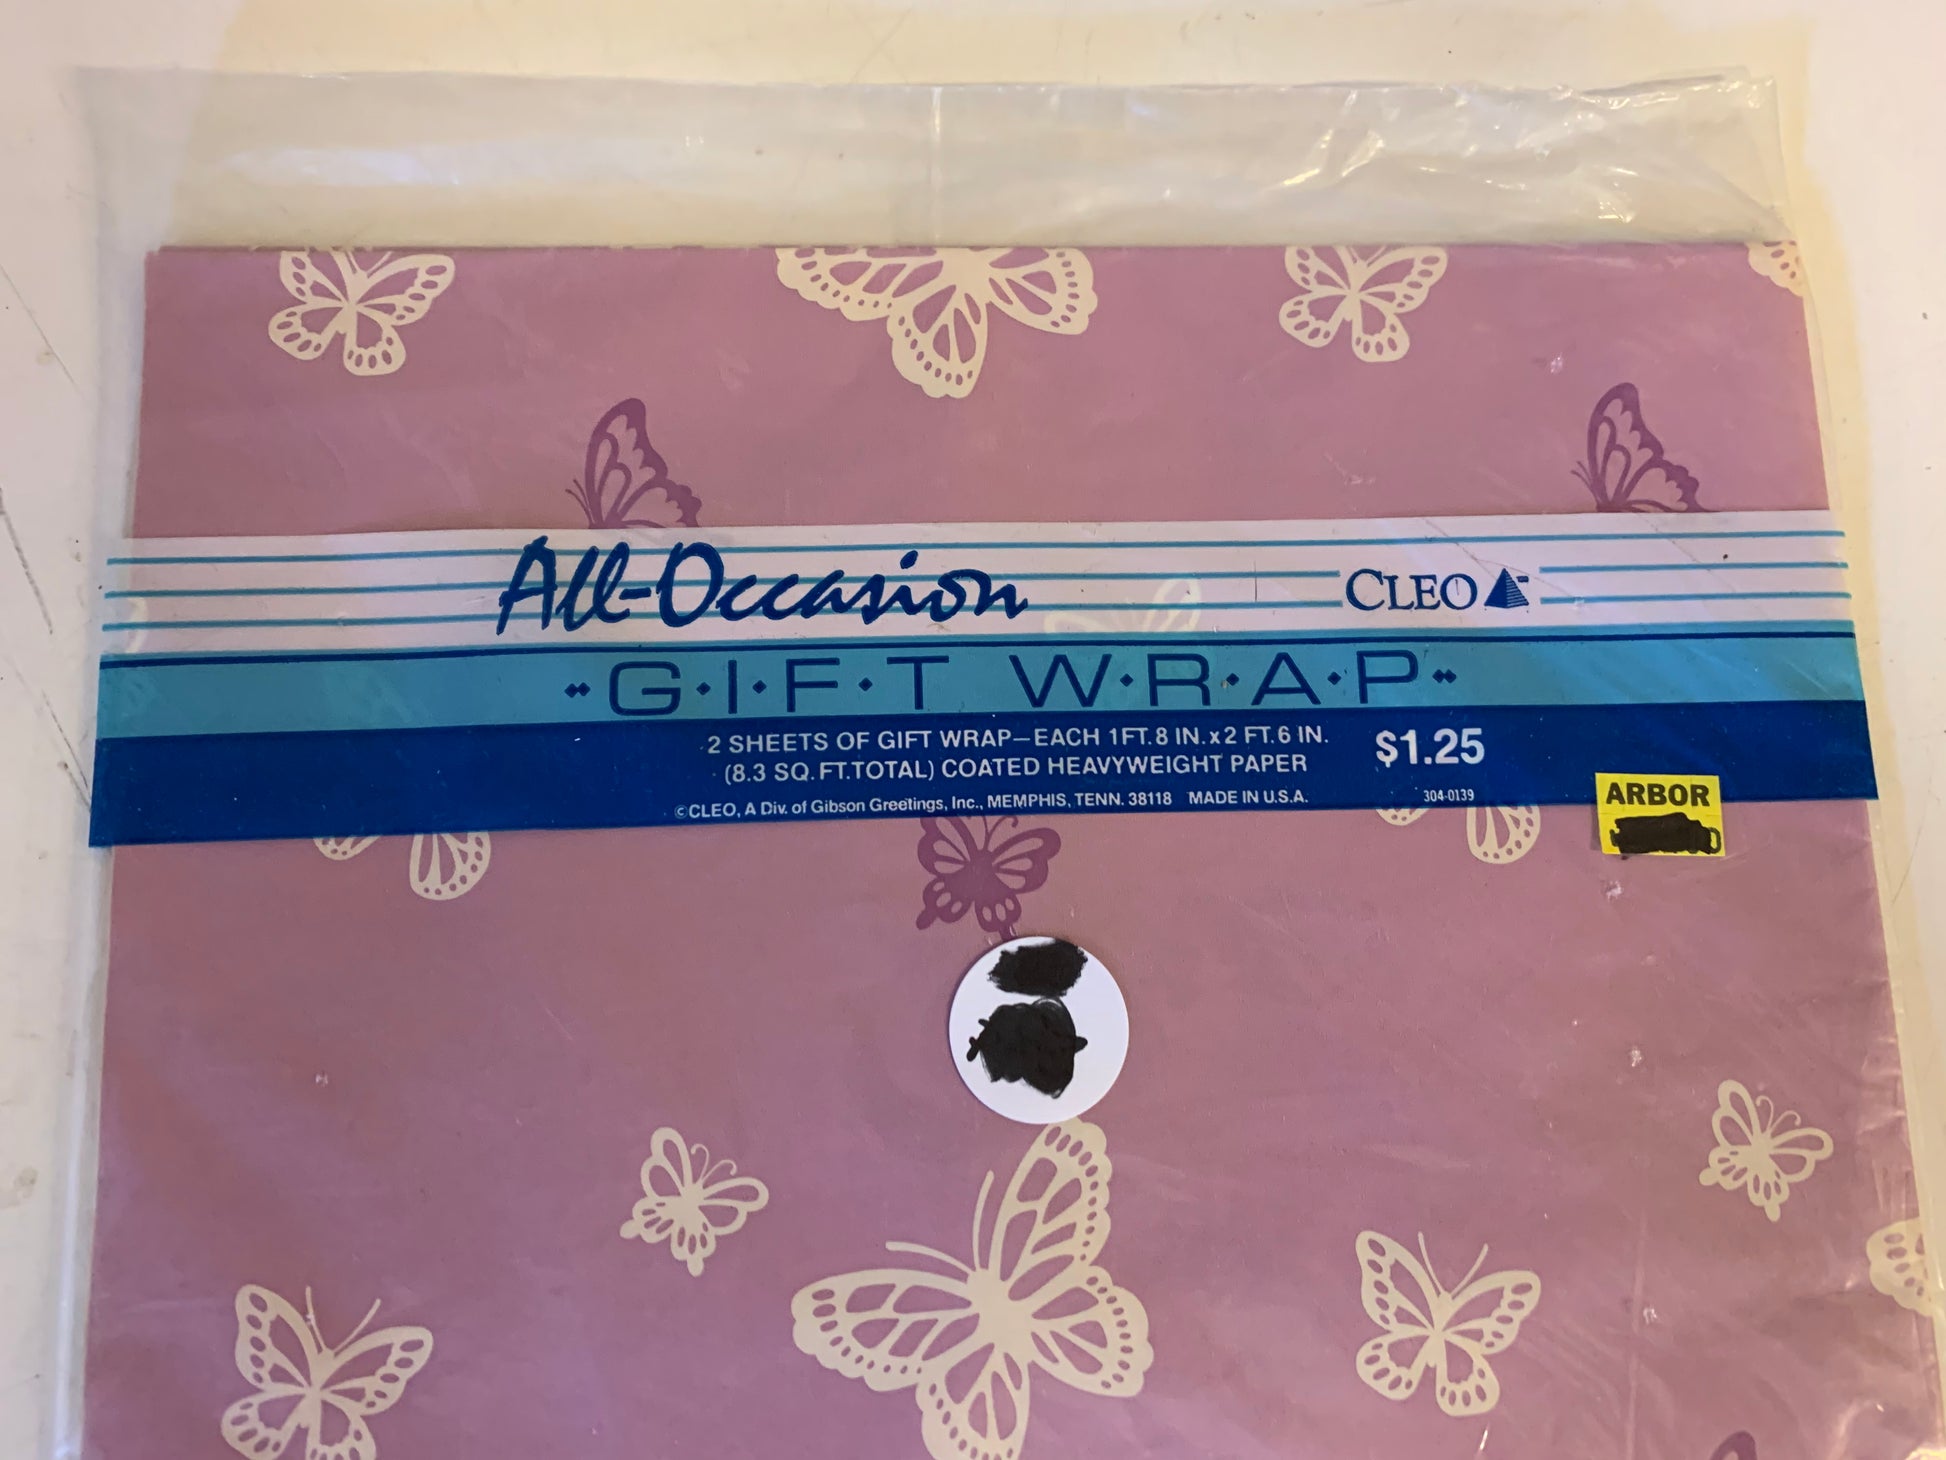 All-Occasion
CLEO
G·I·F·T W·R·A·P
2 SHEETS OF GIFT WRAP—EACH 1 FT. 8 IN. x 2 FT. 6 IN.
(8.3 SQ. FT. TOTAL) COATED HEAVYWEIGHT PAPER
$1.25
©CLEO, A Div. of Gibson Greetings, Inc., MEMPHIS, TENN. 38118 MADE IN U.S.A.
304-0139
ARBOR